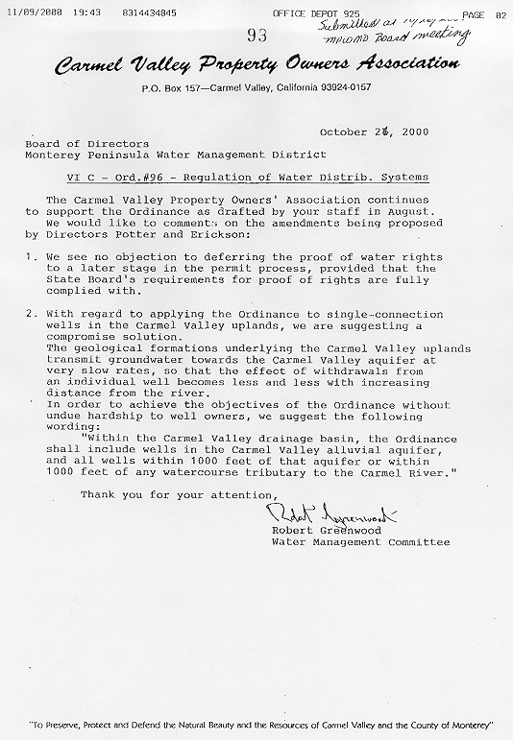 11/09/2000 19:43 8314434845 OFFICE DEPOT 925 PAGE 02
Submitted at
MPWMD Board meeting
93
Carmel Valley Property Owners Association
P.O. Box 157—Carmel Valley, California 93924-0157
October 26, 2000
Board of Directors
Monterey Peninsula Water Management District
VI C - Ord.#96 - Regulation of Water Distrib. Systems
The Carmel Valley Property Owners' Association continues
to support the Ordinance as drafted by your staff in August.
We would like to comments on the amendments being proposed
by Directors Potter and Erickson:
1. We see no objection to deferring the proof of water rights
to a later stage in the permit process, provided that the
State Board's requirements for proof of rights are fully
complied with.
2. With regard to applying the Ordinance to single-connection
wells in the Carmel Valley uplands, we are suggesting a
compromise solution.
The geological formations underlying the Carmel Valley uplands
transmit groundwater towards the Carmel Valley aquifer at
very slow rates, so that the effect of withdrawals from
an individual well becomes less and less with increasing
distance from the river.
In order to achieve the objectives of the Ordinance without
undue hardship to well owners, we suggest the following
wording:
"Within the Carmel Valley drainage basin, the Ordinance
shall include wells in the Carmel Valley alluvial aquifer,
and all wells within 1000 feet of that aquifer or within
1000 feet of any watercourse tributary to the Carmel River."
Thank you for your attention,
Robert Greenwood
Robert Greenwood
Water Management Committee
"To Preserve, Protect and Defend the Natural Beauty and the Resources of Carmel Valley and the County of Monterey"